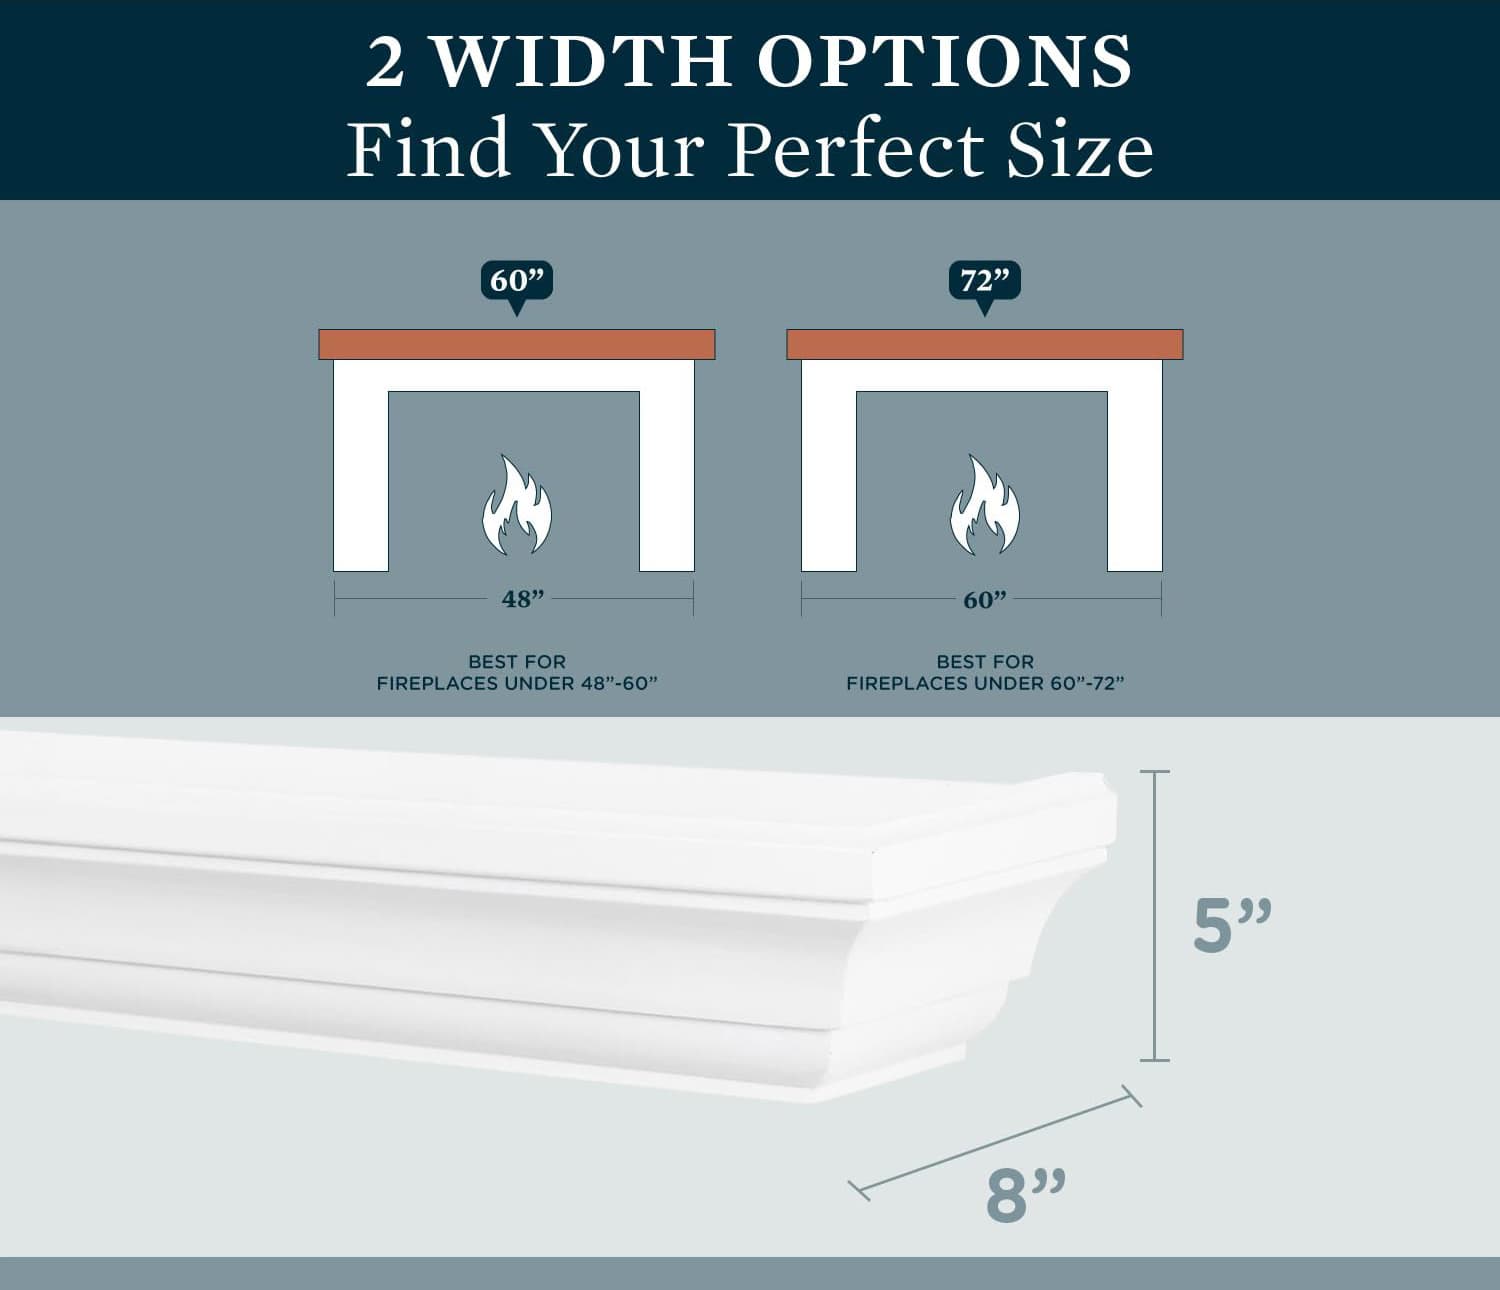 2 WIDTH OPTIONS
Find Your Perfect Size
60”
72”
48”
60”
BEST FOR
FIREPLACES UNDER 48”-60”
BEST FOR
FIREPLACES UNDER 60”-72”
5”
8”